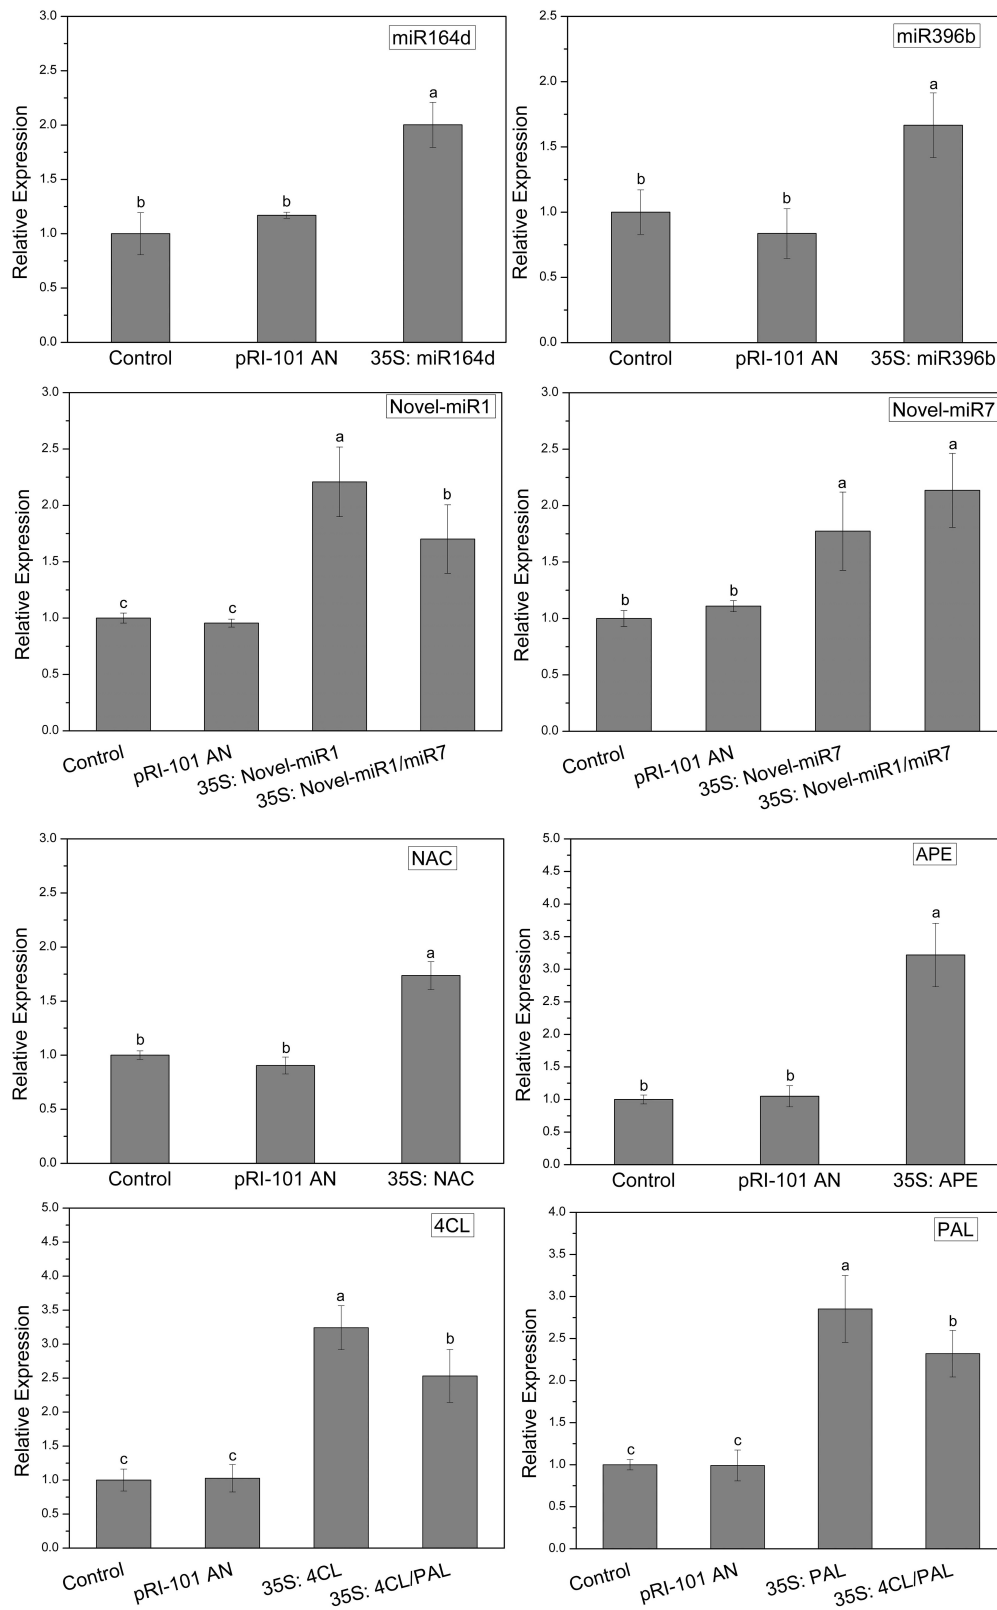 miR164d
Relative Expression
3.0
2.5
2.0
1.5
1.0
0.5
0.0
b
b
a
Control
pRI-101 AN
35S: miR164d
miR396b
Relative Expression
2.5
2.0
1.5
1.0
0.5
0.0
b
b
a
Control
pRI-101 AN
35S: miR396b
Novel-miR1
Relative Expression
3.0
2.5
2.0
1.5
1.0
0.5
0.0
c
c
a
b
Control
pRI-101 AN
35S: Novel-miR1
35S: Novel-miR1/miR7
Novel-miR7
Relative Expression
3.0
2.5
2.0
1.5
1.0
0.5
0.0
b
b
a
a
Control
pRI-101 AN
35S: Novel-miR7
35S: Novel-miR1/miR7
NAC
Relative Expression
3.0
2.5
2.0
1.5
1.0
0.5
0.0
b
b
a
Control
pRI-101 AN
35S: NAC
APE
Relative Expression
5.0
4.5
4.0
3.5
3.0
2.5
2.0
1.5
1.0
0.5
0.0
b
b
a
Control
pRI-101 AN
35S: APE
4CL
Relative Expression
5.0
4.5
4.0
3.5
3.0
2.5
2.0
1.5
1.0
0.5
0.0
c
c
a
b
Control
pRI-101 AN
35S: 4CL
35S: 4CL/PAL
PAL
Relative Expression
4.0
3.5
3.0
2.5
2.0
1.5
1.0
0.5
0.0
c
c
a
b
Control
pRI-101 AN
35S: PAL
35S: 4CL/PAL